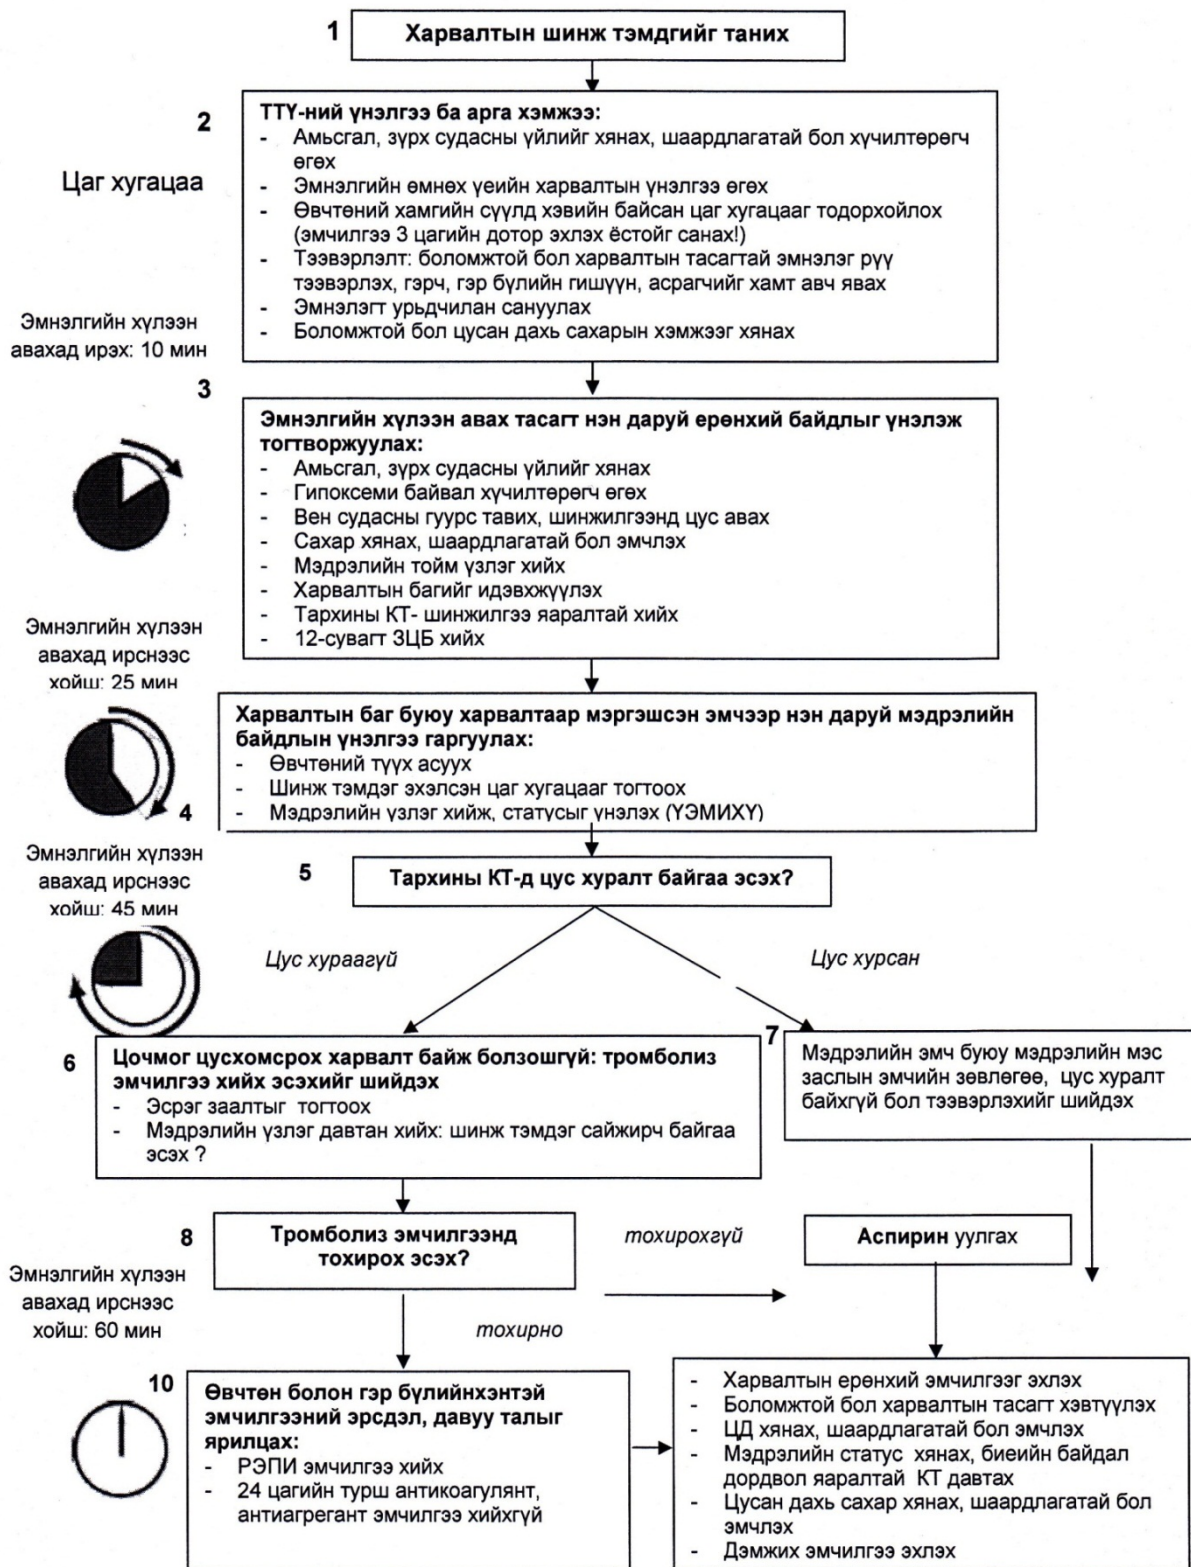 1
Харвалтын шинж тэмдгийг таних
2
ТТҮ-ний үнэлгээ ба арга хэмжээ:
- Амьсгал, зүрх судасны үйлийг хянах, шаардлагатай бол хүчилтөрөгч
өгөх
- Эмнэлгийн өмнөх үеийн харвалтын үнэлгээ өгөх
- Өвчтөний хамгийн сүүлд хэвийн байсан цаг хугацааг тодорхойлох
(эмчилгээ 3 цагийн дотор эхлэх ёстойг санах!)
- Тээвэрлэлт: боломжтой бол харвалтын тасагтай эмнэлэг рүү
тээвэрлэх, гэрч, гэр бүлийн гишүүн, асрагчийг хамт авч явах
- Эмнэлэгт урьдчилан сануулах
- Боломжтой бол цусан дахь сахарын хэмжээг хянах
Цаг хугацаа
Эмнэлгийн хүлээн
авахад ирэх: 10 мин
3
Эмнэлгийн хүлээн авах тасагт нэн даруй ерөнхий байдлыг үнэлэж
тогтворжуулах:
- Амьсгал, зүрх судасны үйлийг хянах
- Гипоксеми байвал хүчилтөрөгч өгөх
- Вен судасны гуурс тавих, шинжилгээнд цус авах
- Сахар хянах, шаардлагатай бол эмчлэх
- Мэдрэлийн тойм үзлэг хийх
- Харвалтын багийг идэвхжүүлэх
- Тархины КТ- шинжилгээ яаралтай хийх
- 12-сувагт ЗЦБ хийх
Эмнэлгийн хүлээн
авахад ирснээс
хойш: 25 мин
4
Харвалтын баг буюу харвалтаар мэргэшсэн эмчээр нэн даруй мэдрэлийн
байдлын үнэлгээ гаргуулах:
- Өвчтөний түүх асуух
- Шинж тэмдэг эхэлсэн цаг хугацааг тогтоох
- Мэдрэлийн үзлэг хийж, статусыг үнэлэх (ҮЭМИХҮ)
Эмнэлгийн хүлээн
авахад ирснээс
хойш: 45 мин
5
Тархины КТ-д цус хуралт байгаа эсэх?
Цус хураагүй
Цус хурсан
6
Цочмог цусхомсрох харвалт байж болзошгүй: тромболиз
эмчилгээ хийх эсэхийг шийдэх
- Эсрэг заалтыг тогтоох
- Мэдрэлийн үзлэг давтан хийх: шинж тэмдэг сайжирч байгаа
эсэх ?
7
Мэдрэлийн эмч буюу мэдрэлийн мэс
заслын эмчийн зөвлөгөө, цус хуралт
байхгүй бол тээвэрлэхийг шийдэх
8
Тромболиз эмчилгээнд
тохирох эсэх?
тохирохгүй
Аспирин уулгах
Эмнэлгийн хүлээн
авахад ирснээс
хойш: 60 мин
тохирно
10
Өвчтөн болон гэр бүлийнхэнтэй
эмчилгээний эрсдэл, давуу талыг
ярилцах:
- РЭПИ эмчилгээ хийх
- 24 цагийн турш антикоагулянт,
антиагрегант эмчилгээ хийхгүй
- Харвалтын ерөнхий эмчилгээг эхлэх
- Боломжтой бол харвалтын тасагт хэвтүүлэх
- ЦД хянах, шаардлагатай бол эмчлэх
- Мэдрэлийн статус хянах, биеийн байдал
дордвол яаралтай КТ давтах
- Цусан дахь сахар хянах, шаардлагатай бол
эмчлэх
- Дэмжих эмчилгээ эхлэх